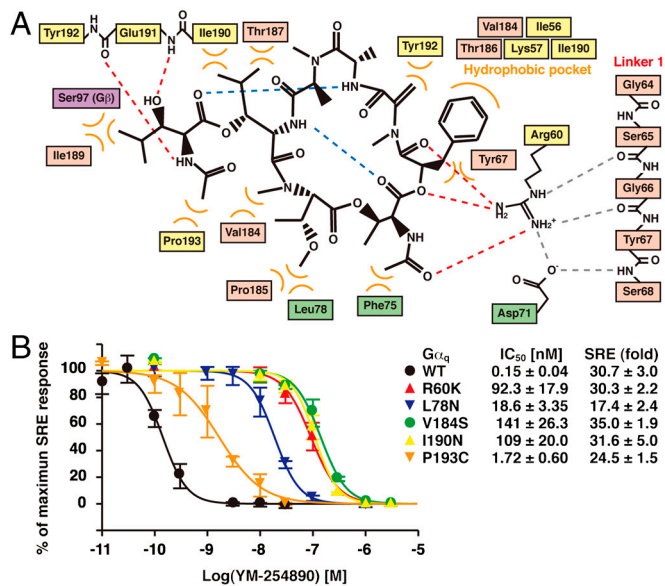 A
Tyr192 Glu191 Ile190 Thr187 Tyr192 Val184 Ile56
Thr186 Lys57 Ile190
Hydrophobic pocket
Linker 1
Gly64
Ser97 (Gβ)
HO
O
O
N
N
O
O
HN
O
N
Arg60
Ser65
Ile189
O
HN
O
HN
O
N
O
O
Tyr67
NH
NH2
NH2+
Gly66
Pro193
Val184
N
O
O
O
O
NH
O
Tyr67
Pro185
Leu78
Phe75
Asp71
Ser68
B
% of maximun SRE response
100
80
60
40
20
0
-11 -10 -9 -8 -7 -6 -5
Log(YM-254890) [M]
Gαq IC50 [nM] SRE (fold)
WT 0.15 ± 0.04 30.7 ± 3.0
R60K 92.3 ± 17.9 30.3 ± 2.2
L78N 18.6 ± 3.35 17.4 ± 2.4
V184S 141 ± 26.3 35.0 ± 1.9
I190N 109 ± 20.0 31.6 ± 5.0
P193C 1.72 ± 0.60 24.5 ± 1.5